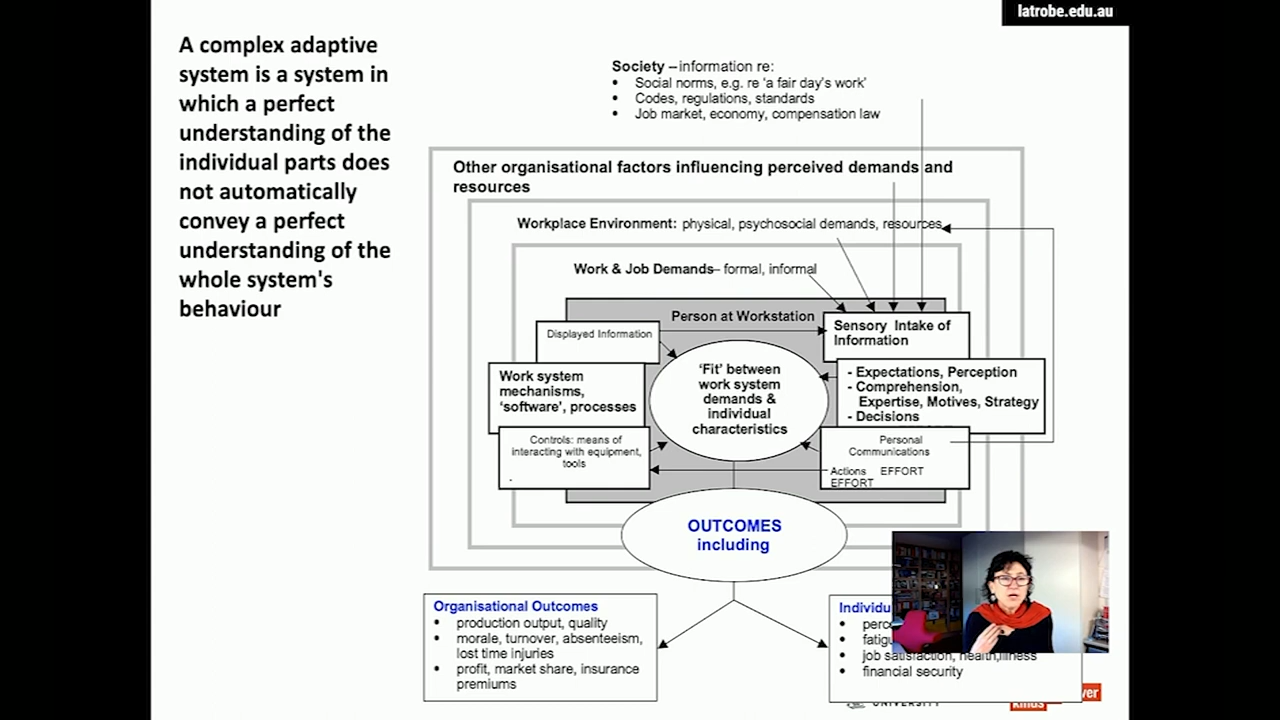 latrobe.edu.au
A complex adaptive
system is a system in
which a perfect
understanding of the
individual parts does
not automatically
convey a perfect
understanding of the
whole system's
behaviour
Society – information re:
• Social norms, e.g. re 'a fair day's work'
• Codes, regulations, standards
• Job market, economy, compensation law
Other organisational factors influencing perceived demands and
resources
Workplace Environment: physical, psychosocial demands, resources
Work & Job Demands– formal, informal
Person at Workstation
Displayed Information
Sensory Intake of
Information
Work system
mechanisms,
'software', processes
'Fit' between
work system
demands &
individual
characteristics
- Expectations, Perception
- Comprehension,
Expertise, Motives, Strategy
- Decisions
Controls: means of
interacting with equipment,
tools
.
Personal
Communications
Actions EFFORT
EFFORT
OUTCOMES
including
Organisational Outcomes
• production output, quality
• morale, turnover, absenteeism,
lost time injuries
• profit, market share, insurance
premiums
•
•
• job satisfaction, health,illness
• financial security
UNIVERSITY